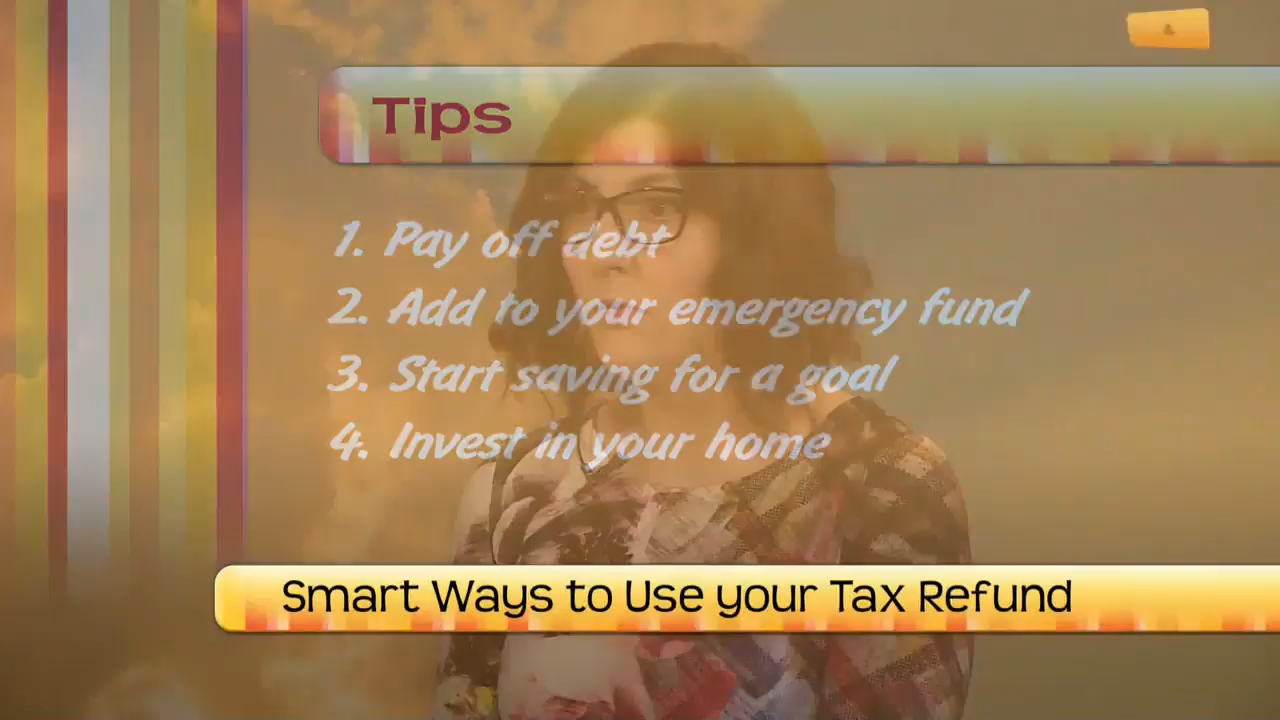 Tips
1. Pay off debt
2. Add to your emergency fund
3. Start saving for a goal
4. Invest in your home
Smart Ways to Use your Tax Refund